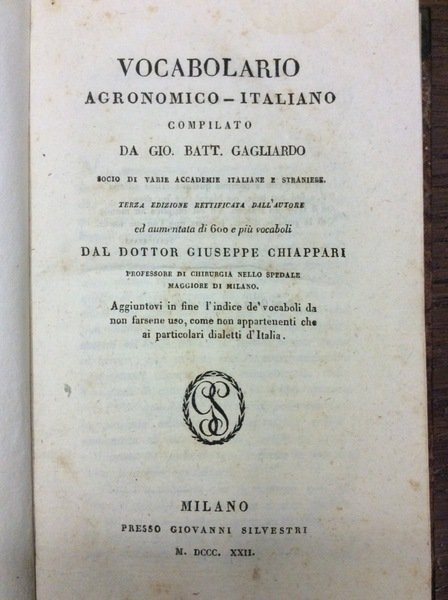 VOCABOLARIO
AGRONOMICO-ITALIANO
COMPILATO
DA GIO. BATT. GAGLIARDO
SOCIO DI VARIE ACCADEMIE ITALIANE E STRANIERE.
TERZA EDIZIONE RETTIFICATA DALL'AUTORE
ed aumentata di 600 e più vocaboli
DAL DOTTOR GIUSEPPE CHIAPPARI
PROFESSORE DI CHIRURGIA NELLO SPEDALE
MAGGIORE DI MILANO.
Aggiuntovi in fine l'indice de' vocaboli da
non farsene uso, come non appartenenti che
ai particolari dialetti d'Italia.
GS
MILANO
PRESSO GIOVANNI SILVESTRI
M. DCCC. XXII.